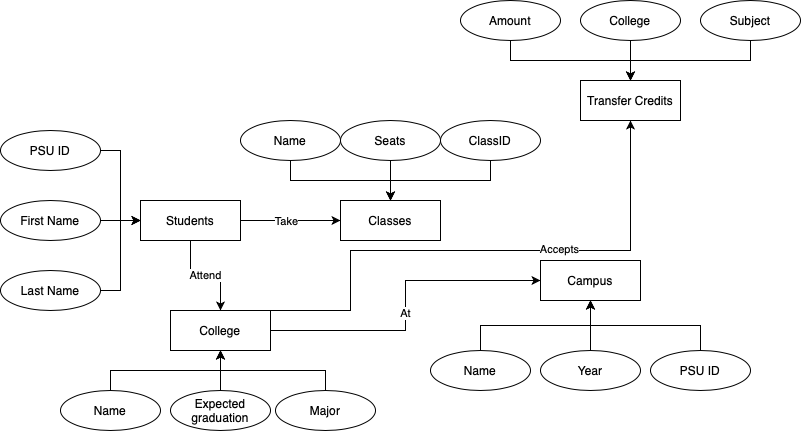 Amount
College
Subject
Transfer Credits
PSU ID
Name
Seats
ClassID
First Name
Students
Take
Classes
Accepts
Attend
Last Name
Campus
At
College
Name
Year
PSU ID
Name
Expected
graduation
Major